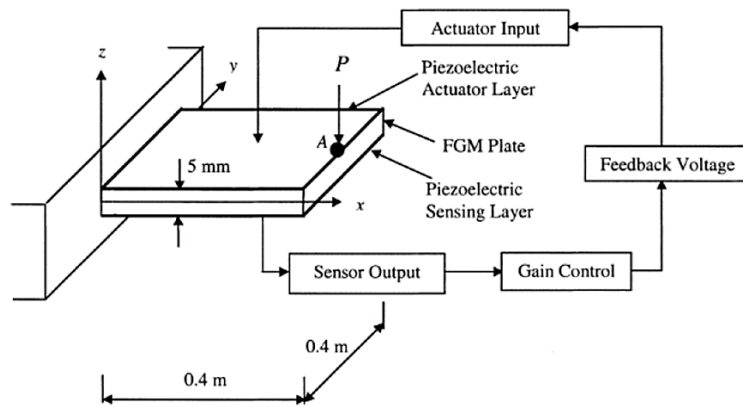 Actuator Input
z
y
P
Piezoelectric
Actuator Layer
A
FGM Plate
5 mm
Feedback Voltage
Piezoelectric
Sensing Layer
x
Sensor Output
Gain Control
0.4 m
0.4 m